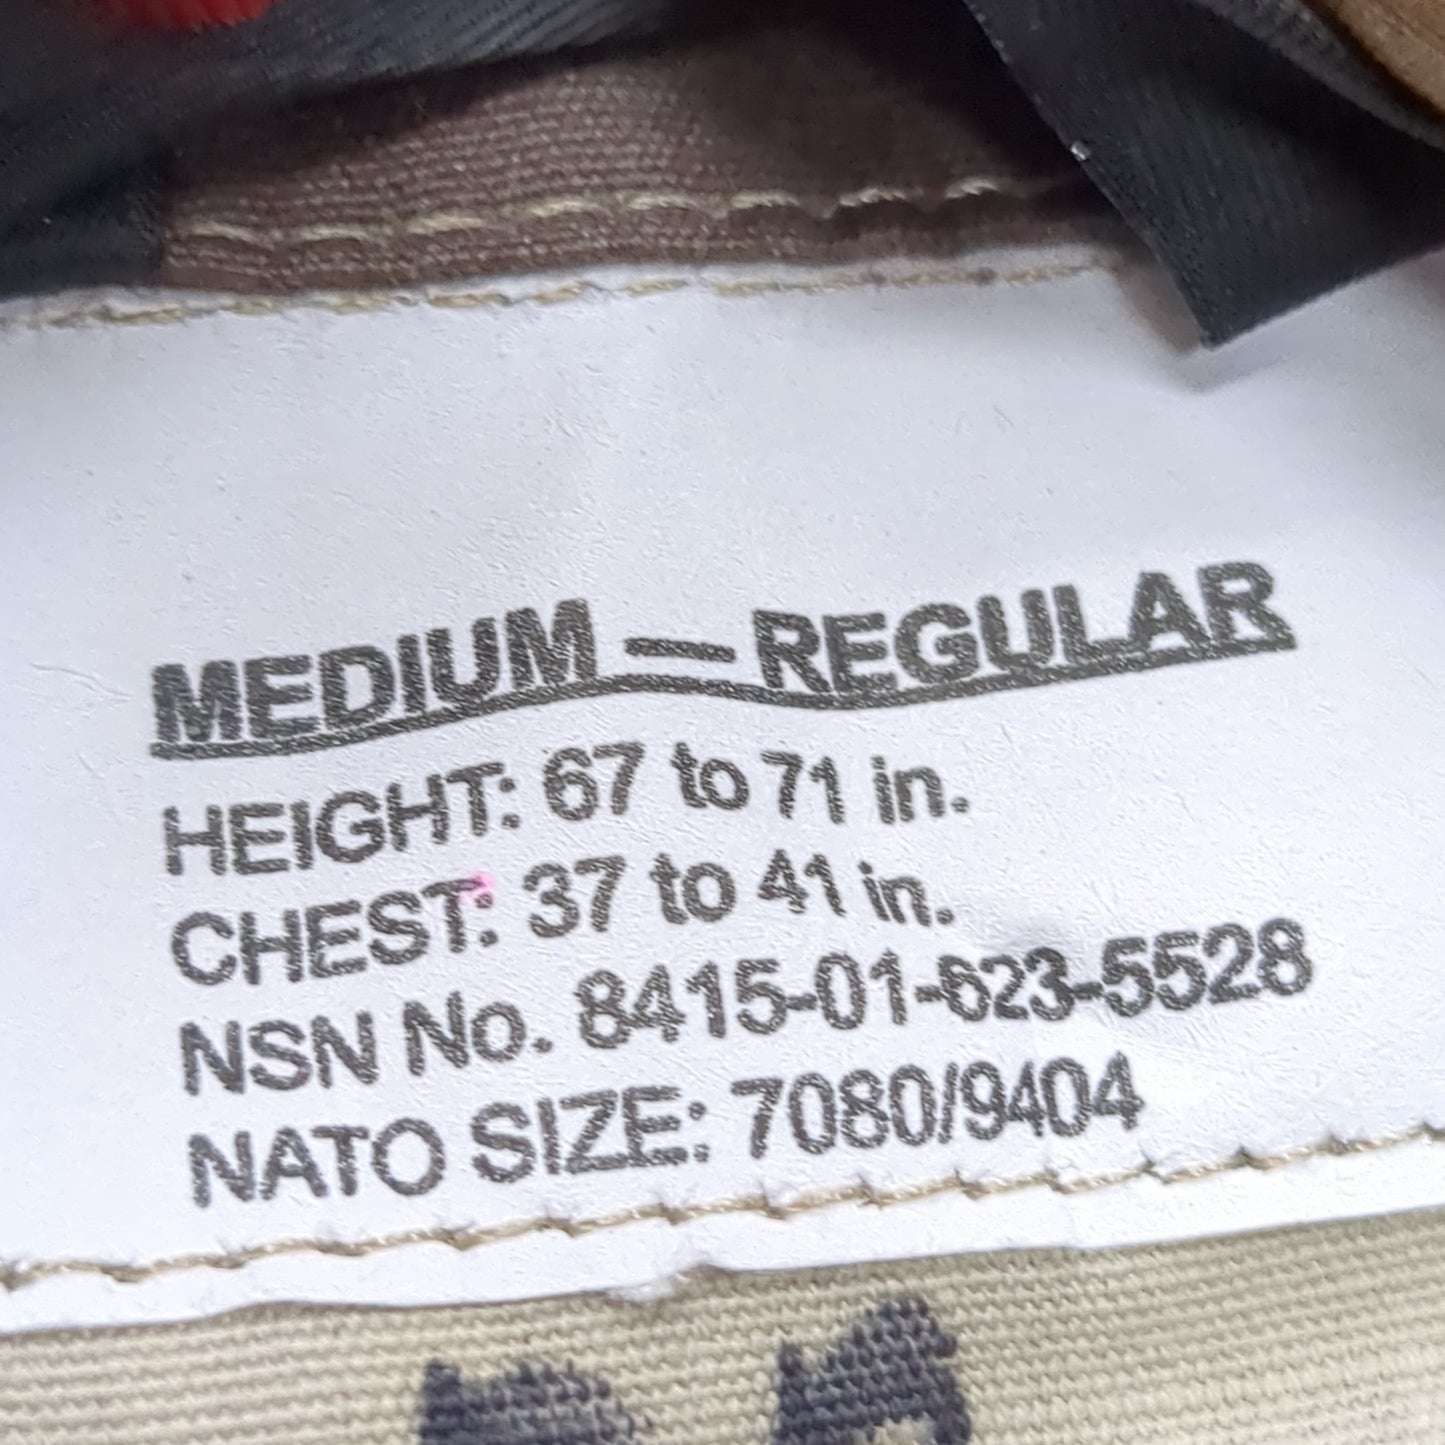 MEDIUM — REGULAR
HEIGHT: 67 to 71 in.
CHEST: 37 to 41 in.
NSN No. 8415-01-623-5528
NATO SIZE: 7080/9404